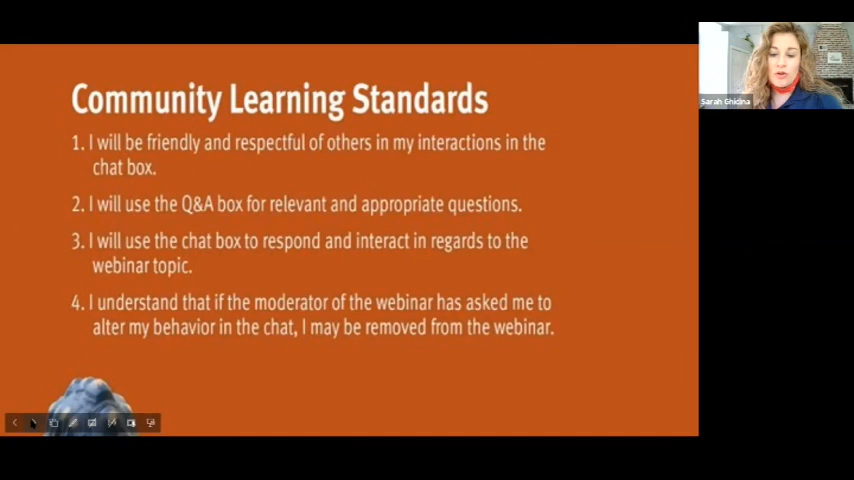 Community Learning Standards
1. I will be friendly and respectful of others in my interactions in the
chat box.
2. I will use the Q&A box for relevant and appropriate questions.
3. I will use the chat box to respond and interact in regards to the
webinar topic.
4. I understand that if the moderator of the webinar has asked me to
alter my behavior in the chat, I may be removed from the webinar.
Sarah Ghidina